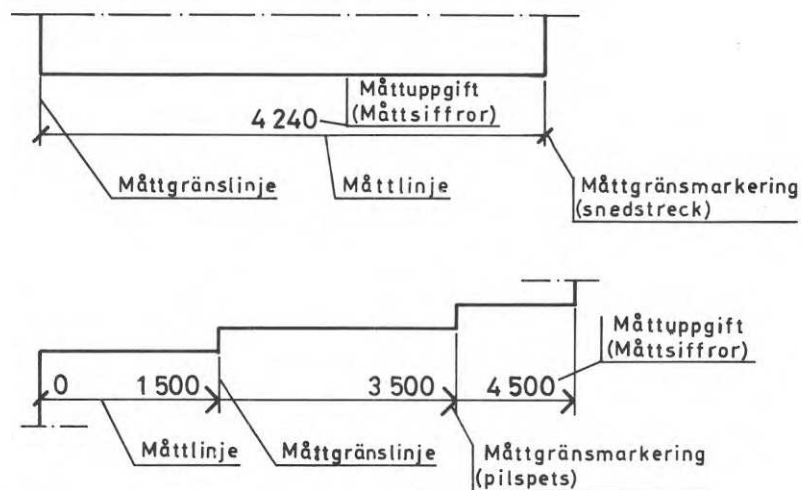 Måttuppgift
(Måttsiffror)
4 240
Måttgränslinje
Måttlinje
Måttgränsmarkering
(snedstreck)
Måttuppgift
(Måttsiffror)
0 1 500 3 500 4 500
Måttlinje
Måttgränslinje
Måttgränsmarkering
(pilspets)